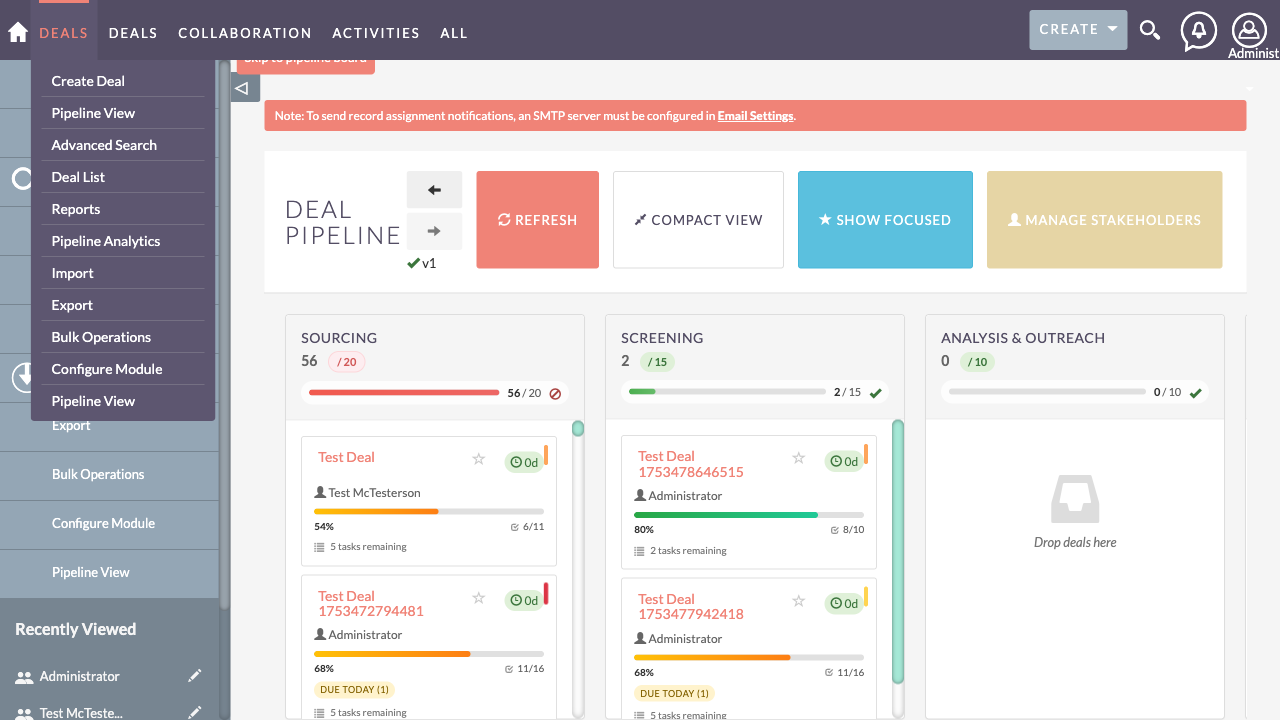 DEALS DEALS COLLABORATION ACTIVITIES ALL CREATE
Administ
Create Deal
Pipeline View
Advanced Search
Deal List
Reports
Pipeline Analytics
Import
Export
Bulk Operations
Configure Module
Pipeline View
Export
Bulk Operations
Configure Module
Pipeline View
Recently Viewed
Administrator
Test McTeste...
Skip to pipeline board
Note: To send record assignment notifications, an SMTP server must be configured in Email Settings.
DEAL
PIPELINE
v1
REFRESH
COMPACT VIEW
SHOW FOCUSED
MANAGE STAKEHOLDERS
SOURCING
56 / 20
56 / 20
Test Deal
0d
Test McTesterson
54% 6/11
5 tasks remaining
Test Deal
1753472794481
0d
Administrator
68% 11/16
DUE TODAY (1)
5 tasks remaining
SCREENING
2 / 15
2 / 15
Test Deal
1753478646515
0d
Administrator
80% 8/10
2 tasks remaining
Test Deal
1753477942418
0d
Administrator
68% 11/16
DUE TODAY (1)
5 tasks remaining
ANALYSIS & OUTREACH
0 / 10
0 / 10
Drop deals here